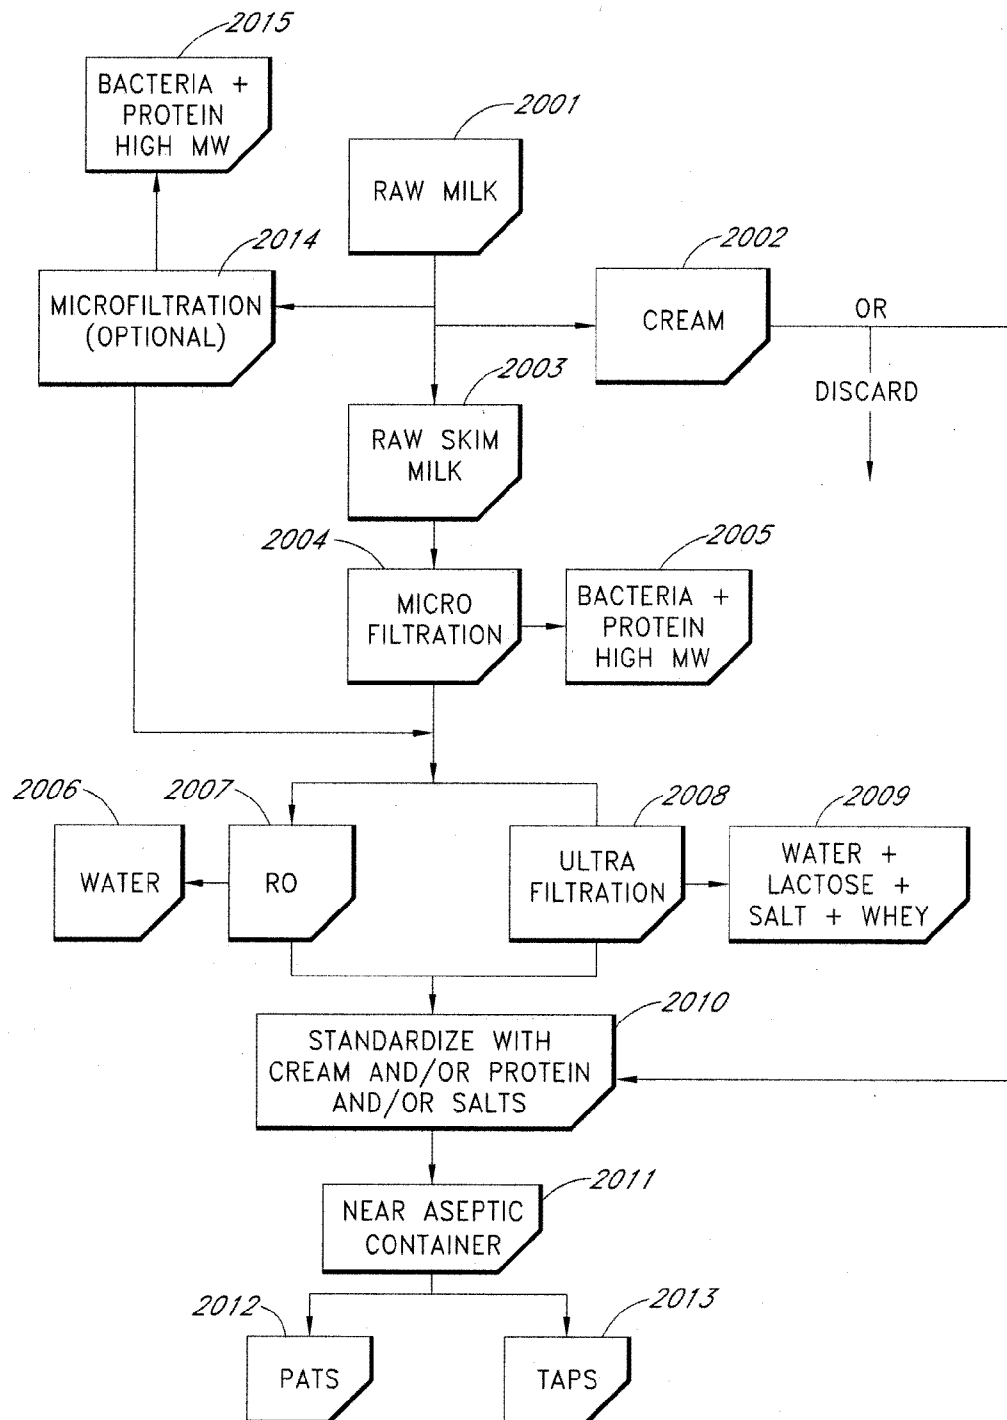 2015
BACTERIA +
PROTEIN
HIGH MW
2001
RAW MILK
2014
MICROFILTRATION
(OPTIONAL)
2002
CREAM
OR
DISCARD
2003
RAW SKIM
MILK
2004
MICRO
FILTRATION
2005
BACTERIA +
PROTEIN
HIGH MW
2006
WATER
2007
RO
2008
ULTRA
FILTRATION
2009
WATER +
LACTOSE +
SALT + WHEY
2010
STANDARDIZE WITH
CREAM AND/OR PROTEIN
AND/OR SALTS
2011
NEAR ASEPTIC
CONTAINER
2012
PATS
2013
TAPS